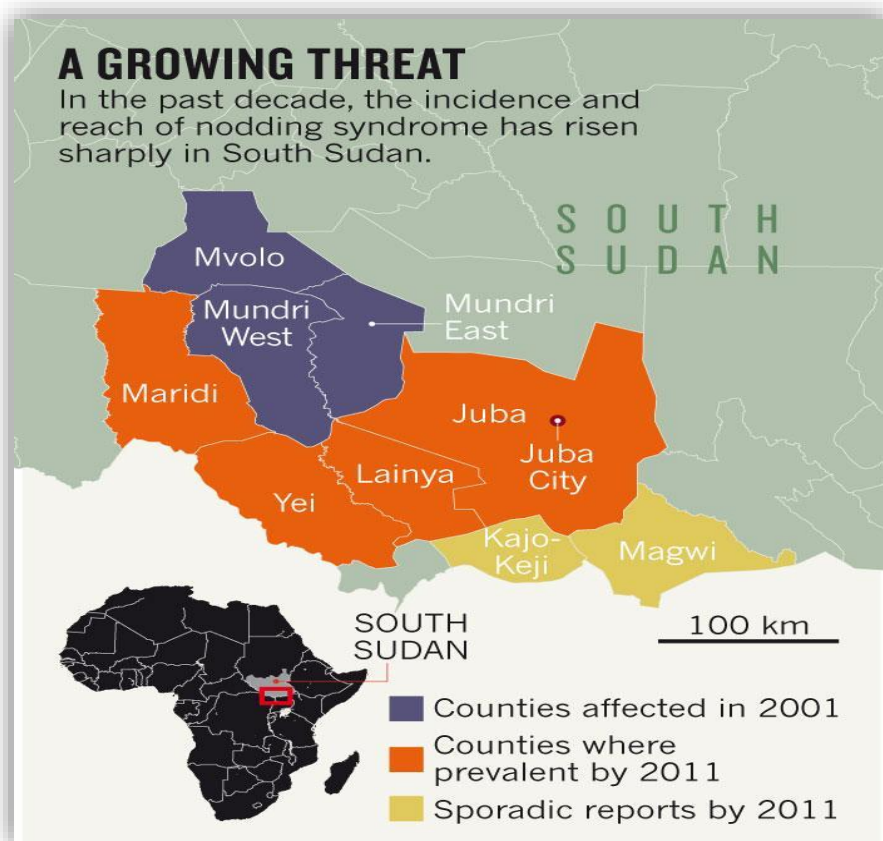 A GROWING THREAT
In the past decade, the incidence and
reach of nodding syndrome has risen
sharply in South Sudan.
SOUTH
SUDAN
Mvolo
Mundri
West
Mundri
East
Maridi
Juba
Juba
City
Lainya
Yei
Kajo-
Keji
Magwi
100 km
SOUTH
SUDAN
Counties affected in 2001
Counties where
prevalent by 2011
Sporadic reports by 2011